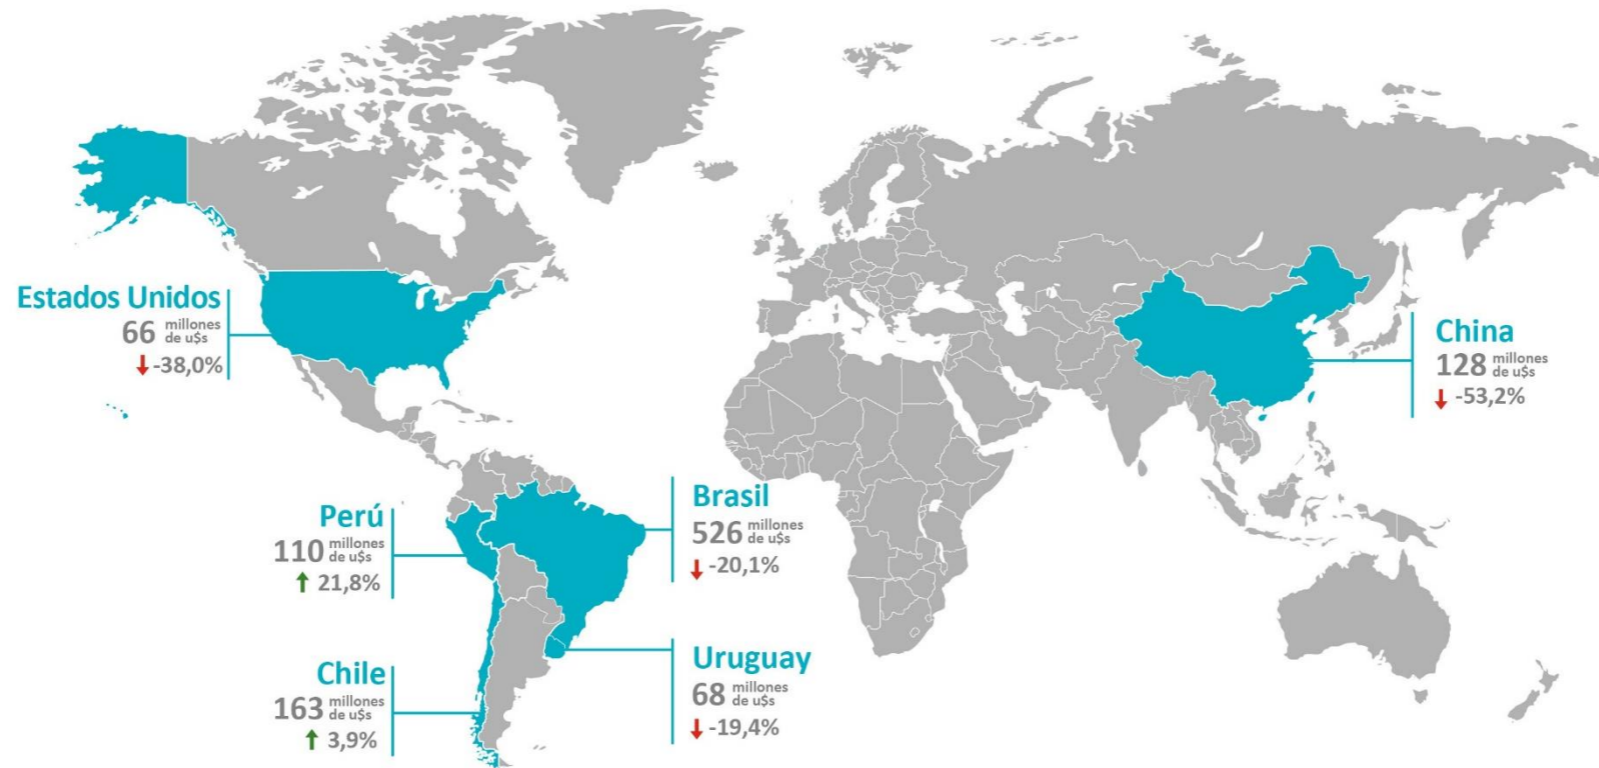 Estados Unidos
66 millones de u$s
-38,0%
China
128 millones de u$s
-53,2%
Perú
110 millones de u$s
21,8%
Brasil
526 millones de u$s
-20,1%
Chile
163 millones de u$s
3,9%
Uruguay
68 millones de u$s
-19,4%